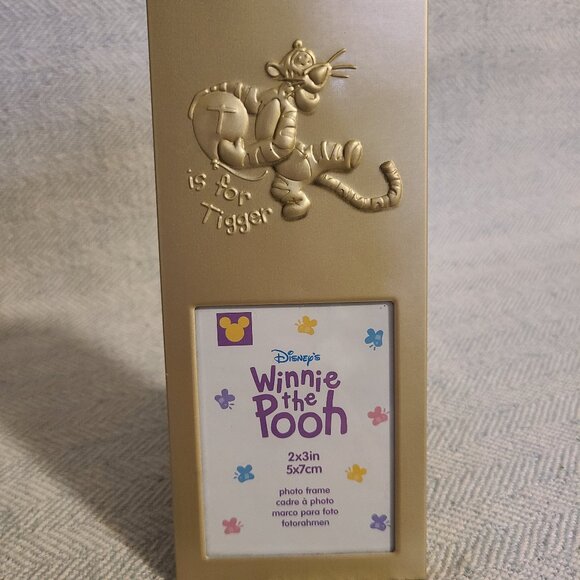 T
is for
Tigger
Disney's
Winnie
the
Pooh
2x3in
5x7cm
photo frame
cadre à photo
marco para foto
fotorahmen